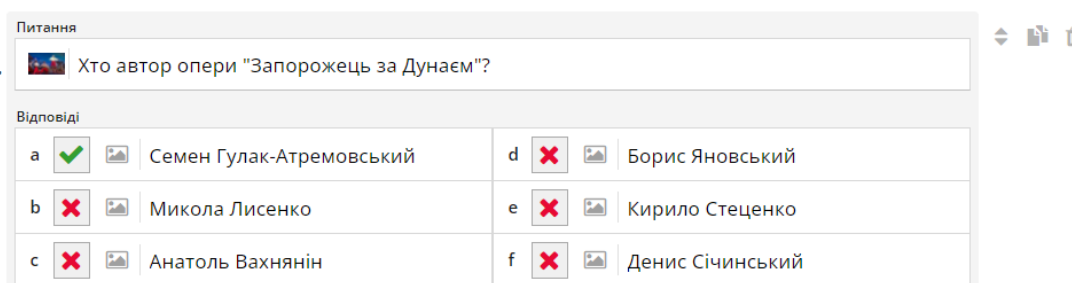 Питання
Хто автор опери "Запорожець за Дунаєм"?
Відповіді
a Семен Гулак-Атремовський
d Борис Яновський
b Микола Лисенко
e Кирило Стеценко
c Анатоль Вахнянін
f Денис Січинський